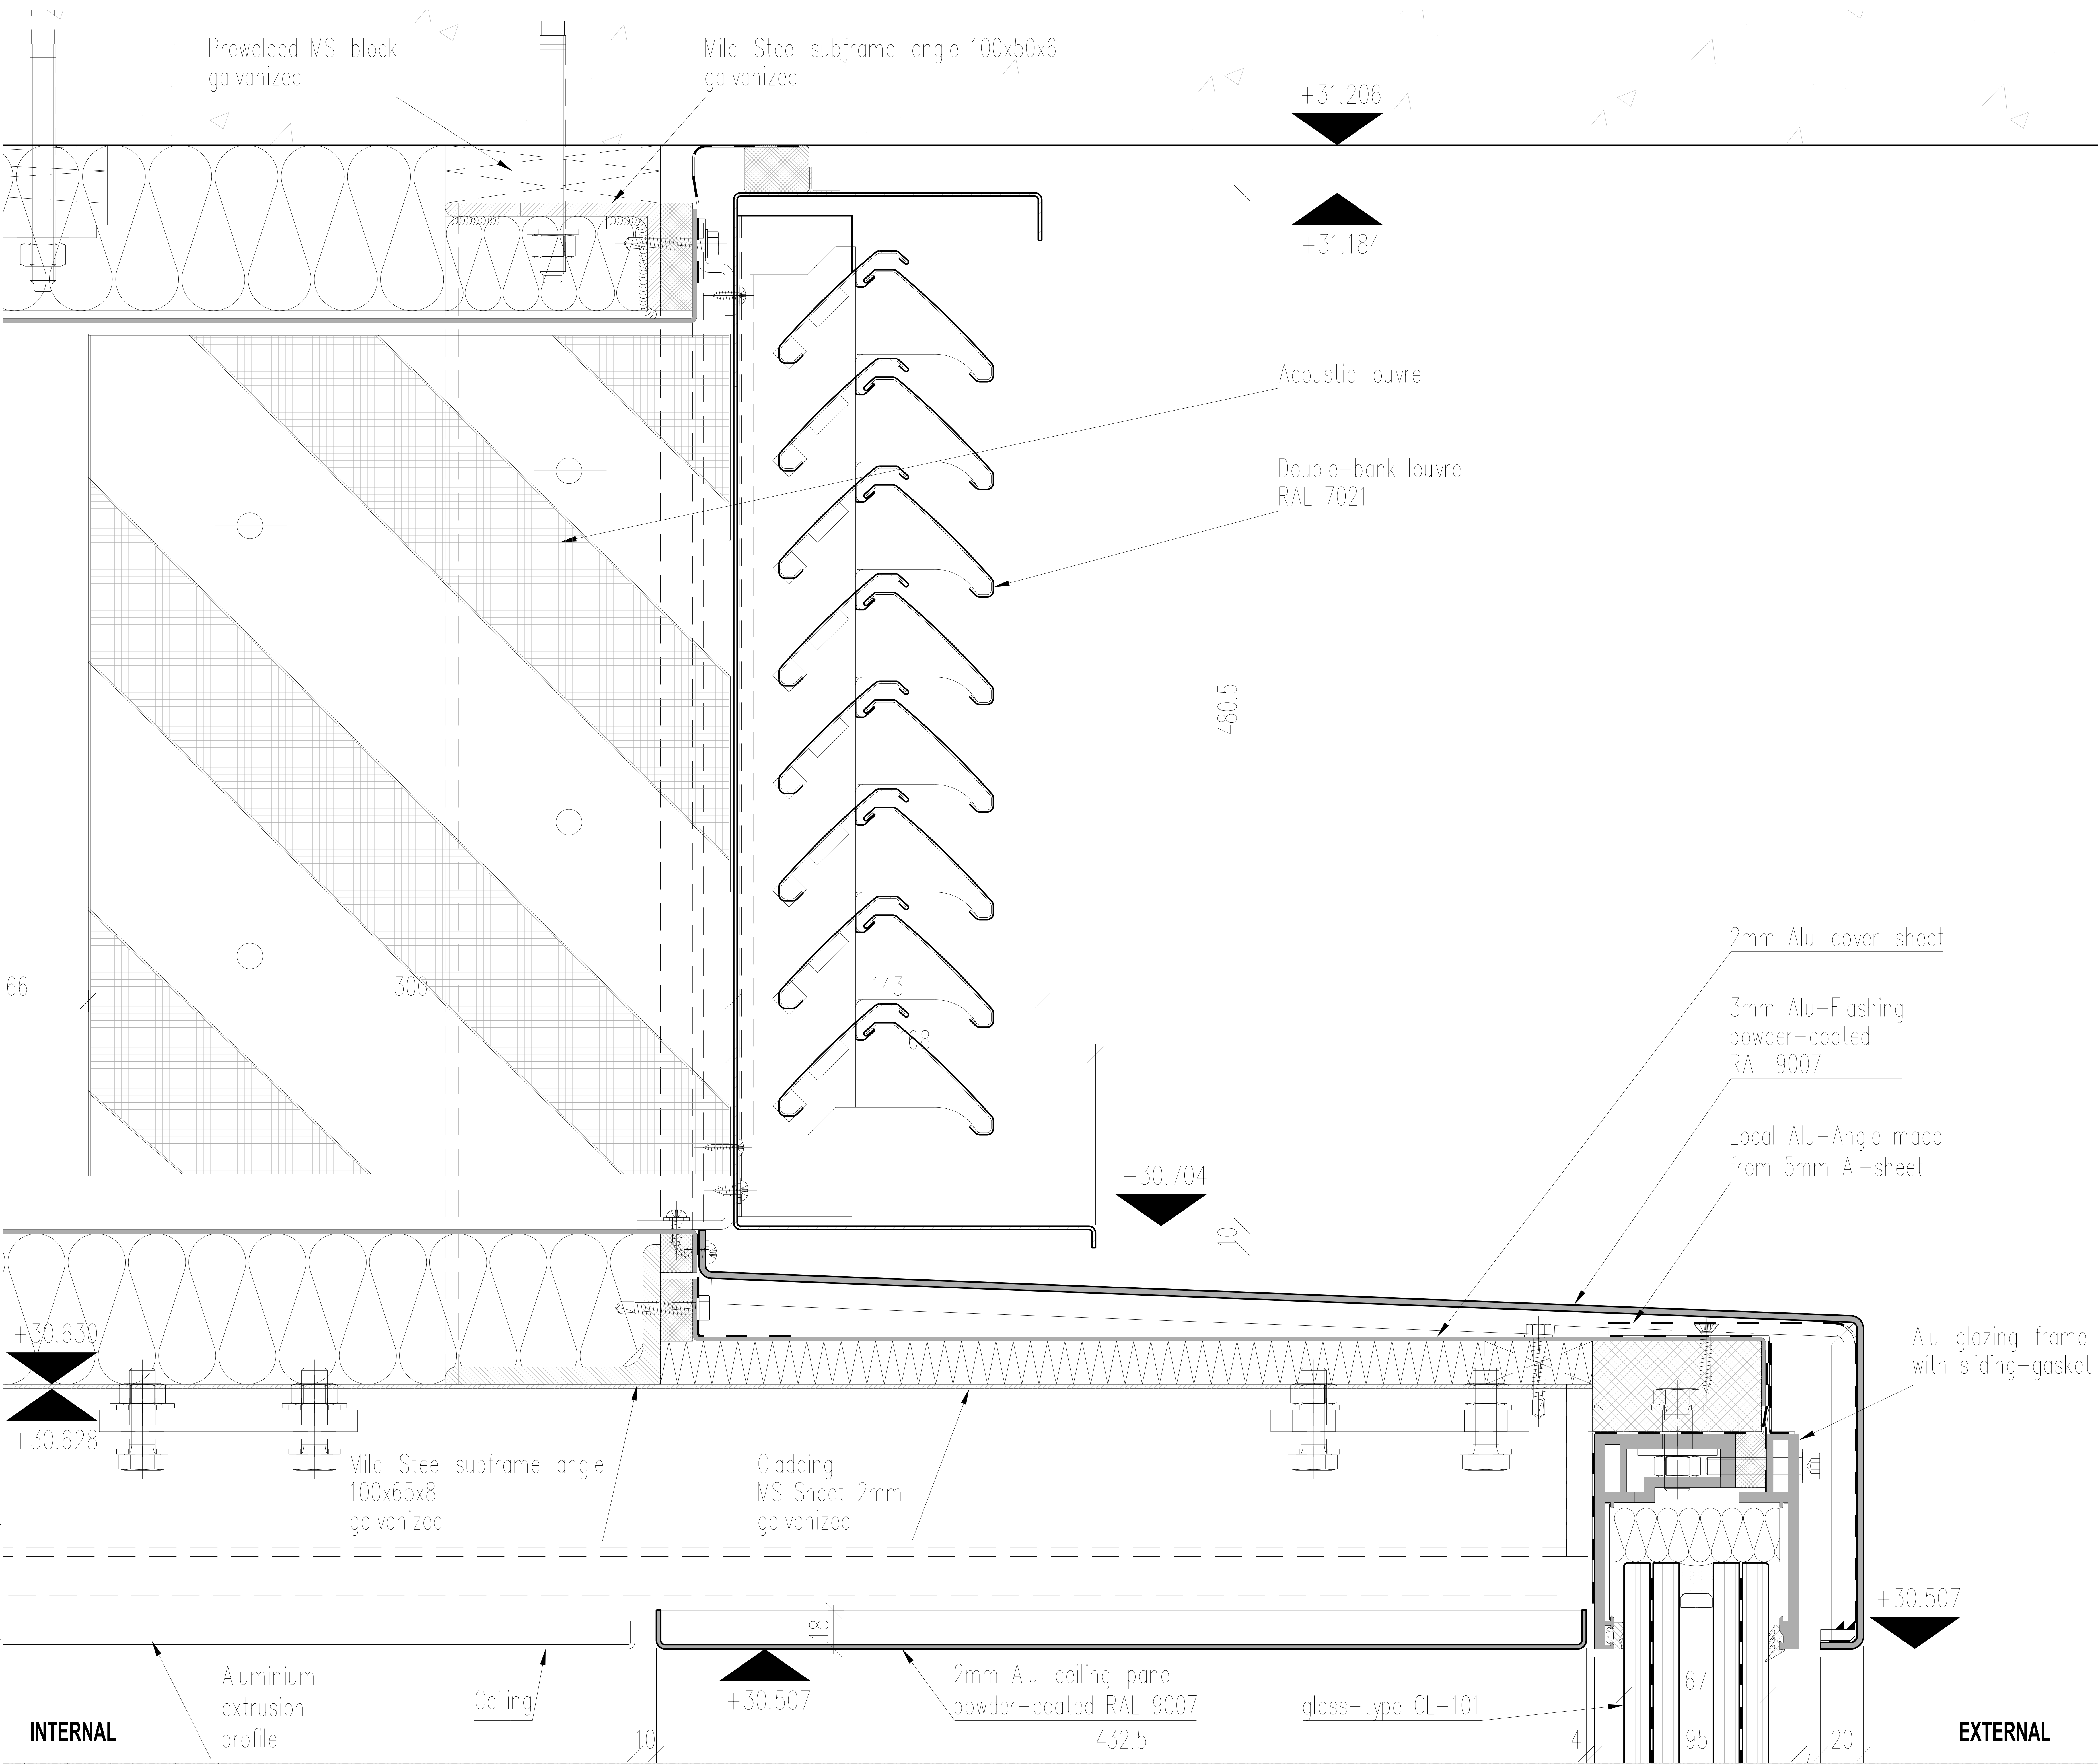 Prewelded MS-block
galvanized
Mild-Steel subframe-angle 100x50x6
galvanized
+31.206
+31.184
Acoustic louvre
Double-bank louvre
RAL 7021
480.5
2mm Alu-cover-sheet
66
300
143
3mm Alu-Flashing
powder-coated
RAL 9007
168
Local Alu-Angle made
from 5mm Al-sheet
+30.704
10
+30.630
+30.628
Alu-glazing-frame
with sliding-gasket
Mild-Steel subframe-angle
100x65x8
galvanized
Cladding
MS Sheet 2mm
galvanized
+30.507
18
Aluminium
extrusion
profile
Ceiling
+30.507
2mm Alu-ceiling-panel
powder-coated RAL 9007
glass-type GL-101
67
INTERNAL
10
432.5
4
95
20
EXTERNAL